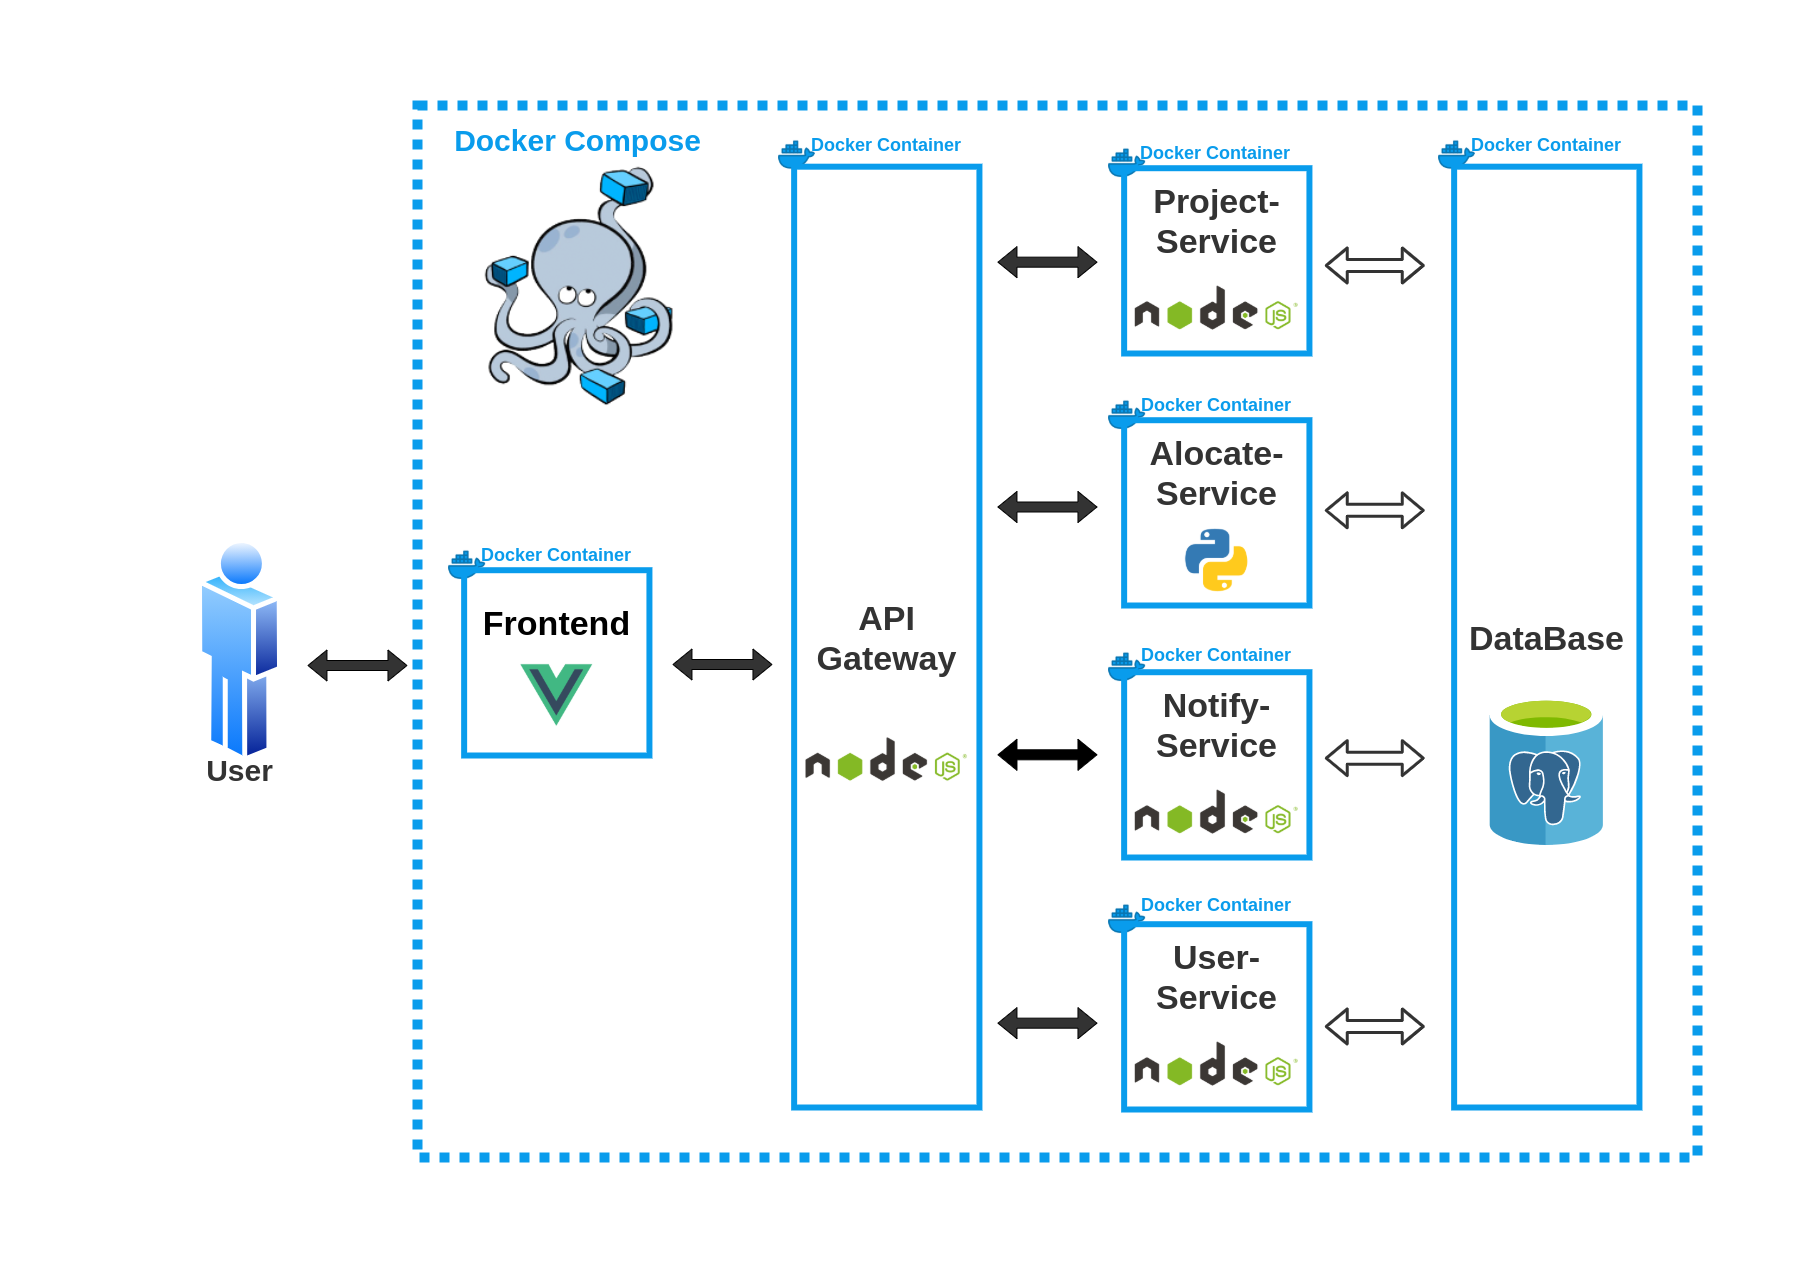 Docker Compose
Docker Container
Docker Container
Docker Container
Project-
Service
node
JS
Docker Container
Alocate-
Service
Docker Container
Frontend
User
API
Gateway
node
JS
Docker Container
Notify-
Service
node
JS
DataBase
Docker Container
User-
Service
node
JS